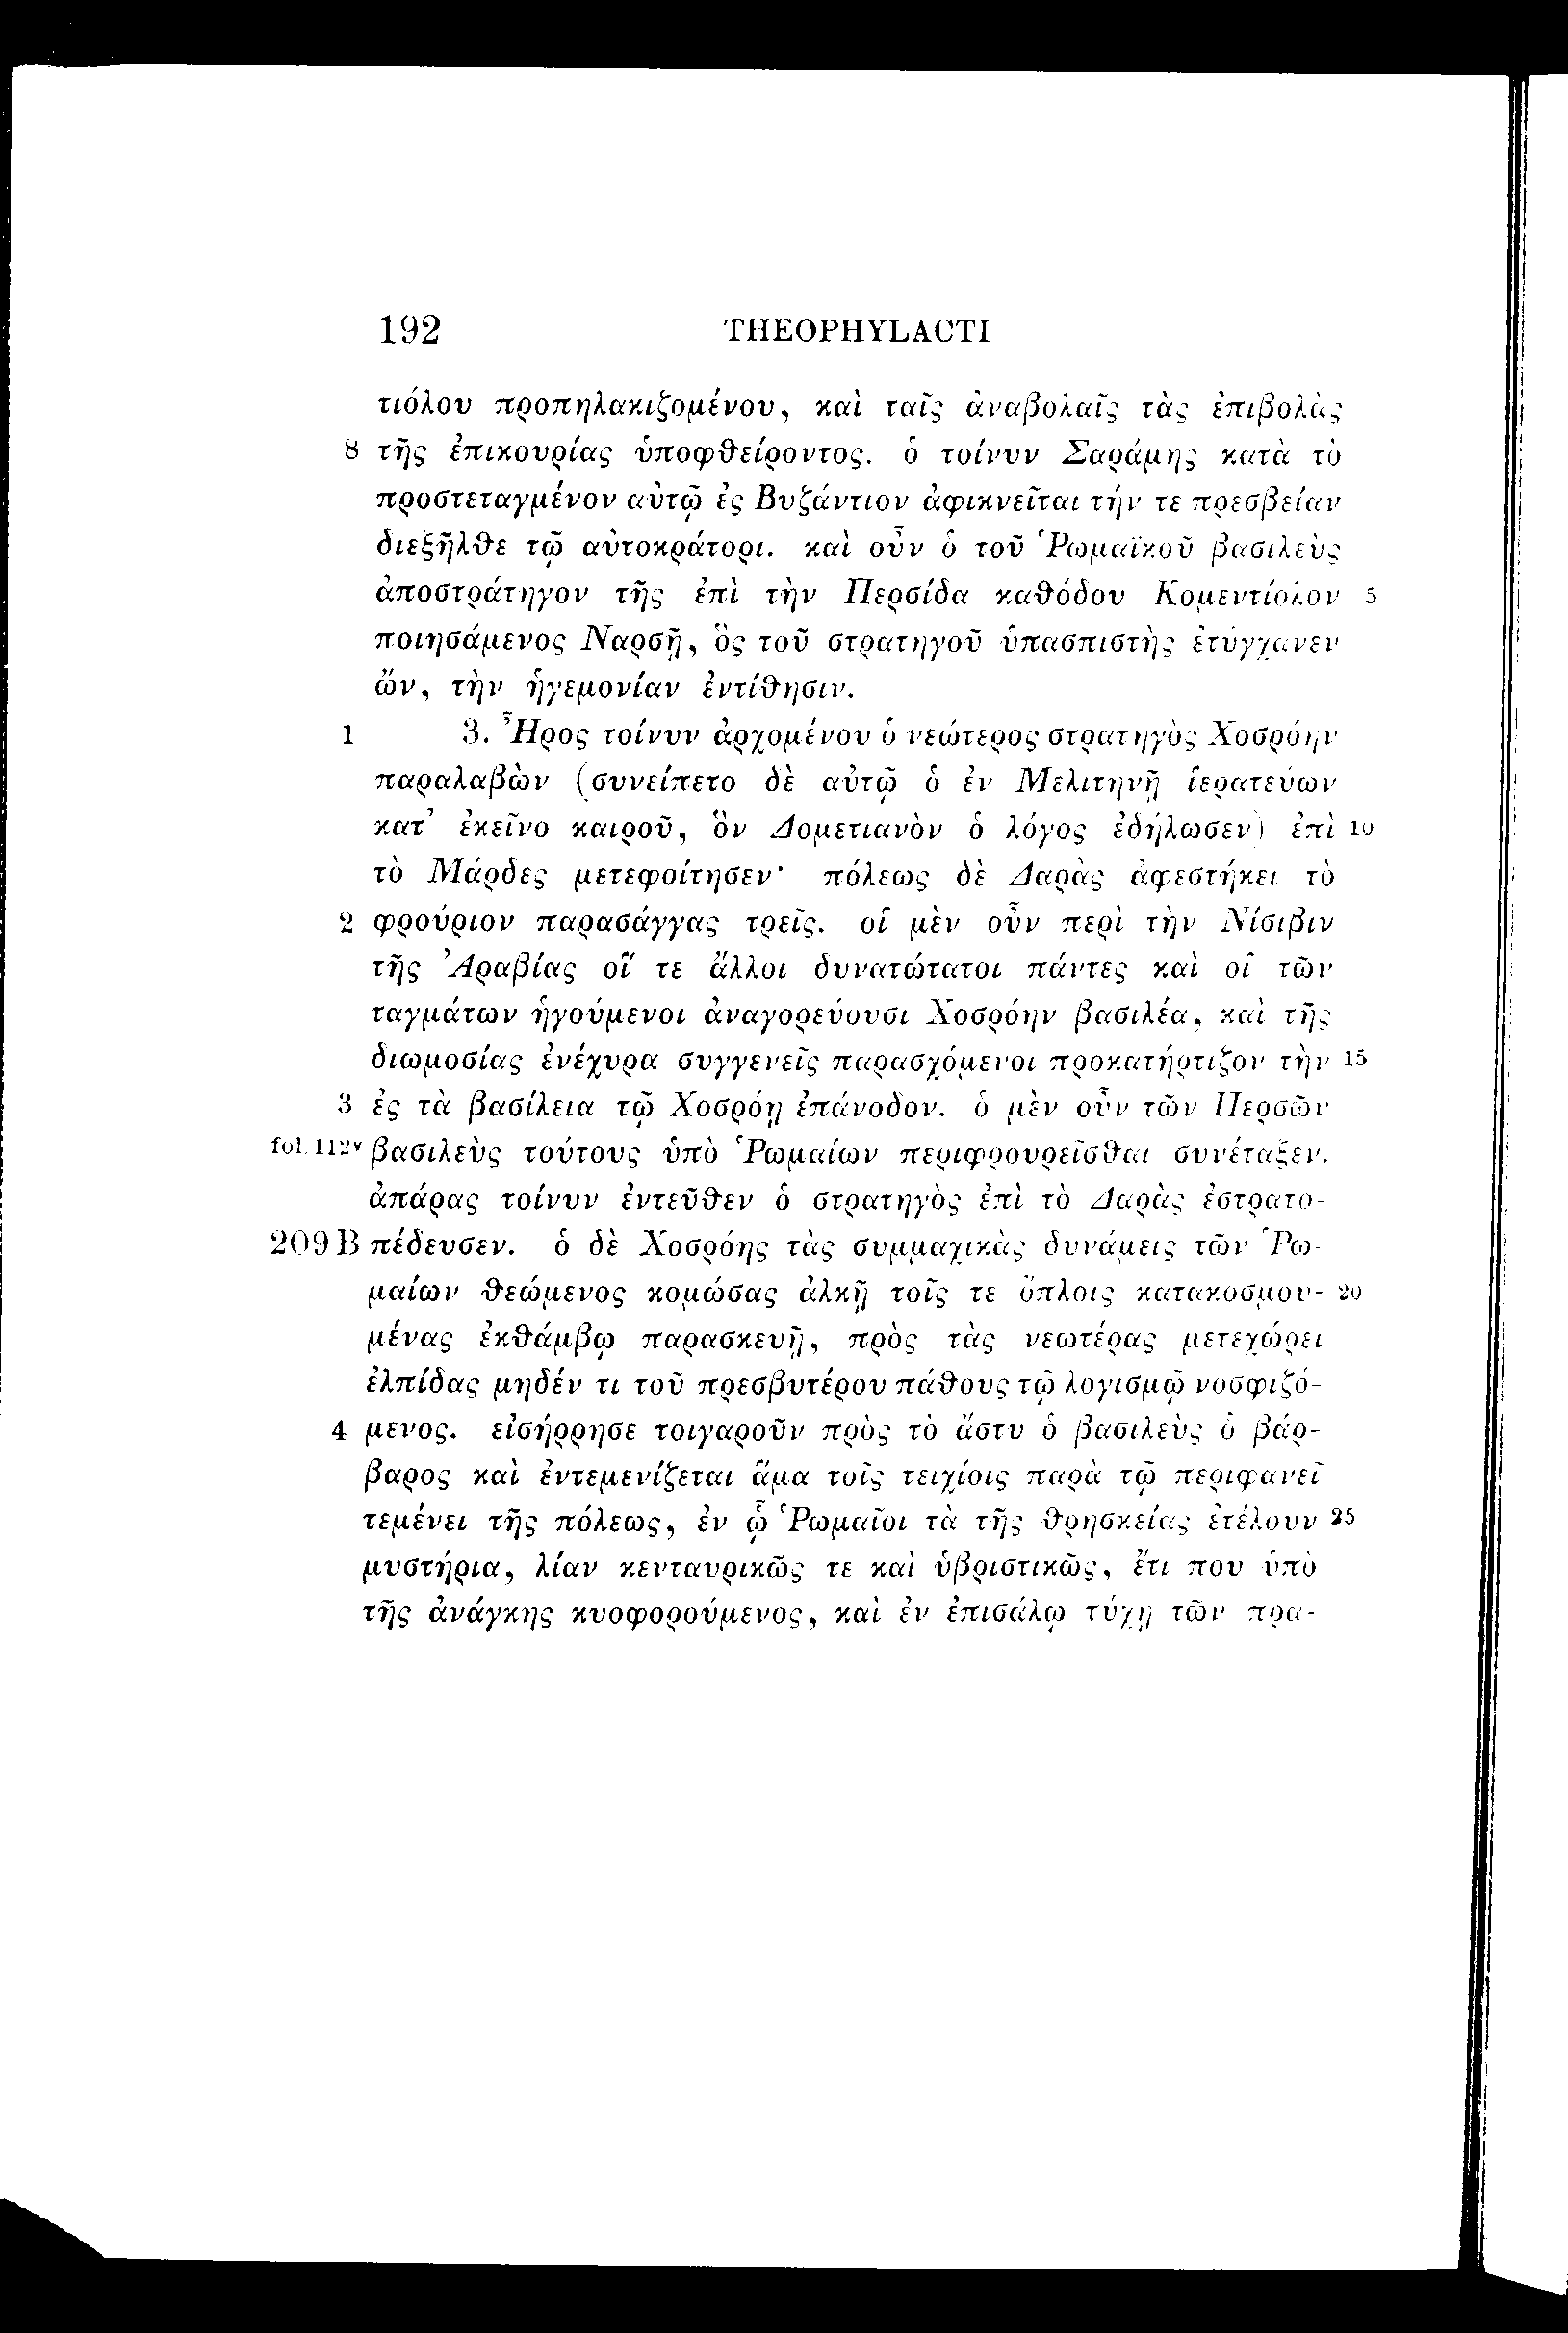 192 THEOPHYLACTI
τιόλου προπηλακιζομένου, καὶ ταῖς ἀναβολαῖς τὰς ἐπιβολὰς
8 τῆς ἐπικουρίας ὑποφθείροντος. ὁ τοίνυν Σαράμης κατὰ τὸ
προστεταγμένον αὐτῷ ἐς Βυζάντιον ἀφικνεῖται τήν τε πρεσβείαν
διεξῆλθε τῷ αὐτοκράτορι. καὶ οὖν ὁ τοῦ Ῥωμαϊκοῦ βασιλεὺς
ἀποστράτηγον τῆς ἐπὶ τὴν Περσίδα καθόδου Κομεντίολον 5
ποιησάμενος Ναρσῇ, ὃς τοῦ στρατηγοῦ ὑπασπιστὴς ἐτύγχανεν
ὤν, τὴν ἡγεμονίαν ἐντίθησιν.
1 3. Ἦρος τοίνυν ἀρχομένου ὁ νεώτερος στρατηγὸς Χοσρόην
παραλαβὼν (συνείπετο δὲ αὐτῷ ὁ ἐν Μελιτηνῇ ἱερατεύων
κατ’ ἐκεῖνο καιροῦ, ὃν Δομετιανὸν ὁ λόγος ἐδήλωσεν) ἐπὶ 10
τὸ Μάρδες μετεφοίτησεν· πόλεως δὲ Δαρὰς ἀφεστήκει τὸ
2 φρούριον παρασάγγας τρεῖς. οἱ μὲν οὖν περὶ τὴν Νίσιβιν
τῆς Ἀραβίας οἵ τε ἄλλοι δυνατώτατοι πάντες καὶ οἱ τῶν
ταγμάτων ἡγούμενοι ἀναγορεύουσι Χοσρόην βασιλέα, καὶ τῆς
διωμοσίας ἐνέχυρα συγγενεῖς παρασχόμενοι προκατήρτιζον τὴν 15
3 ἐς τὰ βασίλεια τῷ Χοσρόῃ ἐπάνοδον. ὁ μὲν οὖν τῶν Περσῶν
fol. 112v βασιλεὺς τούτους ὑπὸ Ῥωμαίων περιφρουρεῖσθαι συνέταξεν.
ἀπάρας τοίνυν ἐντεῦθεν ὁ στρατηγὸς ἐπὶ τὸ Δαρὰς ἐστρατο-
209 B πέδευσεν. ὁ δὲ Χοσρόης τὰς συμμαχικὰς δυνάμεις τῶν Ῥω-
μαίων θεώμενος κομώσας ἀλκῇ τοῖς τε ὅπλοις κατακοσμου- 20
μένας ἐκθάμβῳ παρασκευῇ, πρὸς τὰς νεωτέρας μετεχώρει
ἐλπίδας μηδέν τι τοῦ πρεσβυτέρου πάθους τῷ λογισμῷ νοσφιζό-
4 μενος. εἰσήρρησε τοιγαροῦν πρὸς τὸ ἄστυ ὁ βασιλεὺς ὁ βάρ-
βαρος καὶ ἐντεμενίζεται ἅμα τοῖς τειχίοις παρὰ τῷ περιφανεῖ
τεμένει τῆς πόλεως, ἐν ᾧ Ῥωμαῖοι τὰ τῆς θρησκείας ἐτέλουν 25
μυστήρια, λίαν κενταυρικῶς τε καὶ ὑβριστικῶς, ἔτι που ὑπὸ
τῆς ἀνάγκης κυοφορούμενος, καὶ ἐν ἐπισάλῳ τύχῃ τῶν πρα-